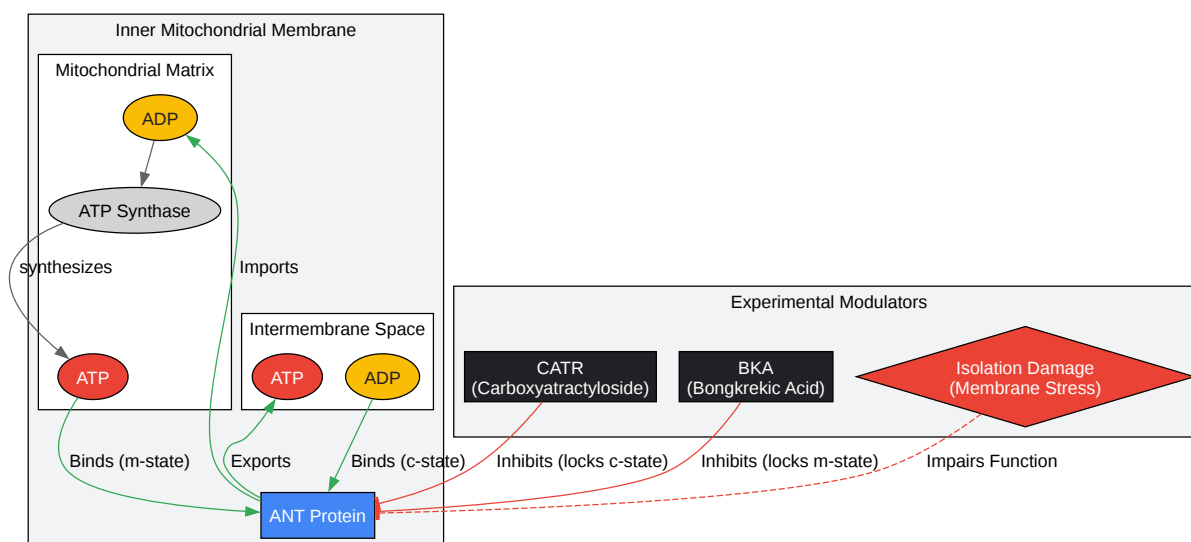 Inner Mitochondrial Membrane
Mitochondrial Matrix
ADP
ATP Synthase
synthesizes
Imports
ATP
Intermembrane Space
ATP
ADP
Experimental Modulators
CATR
(Carboxyatractyloside)
BKA
(Bongkrekic Acid)
Isolation Damage
(Membrane Stress)
Binds (m-state)
Exports
Binds (c-state)
Inhibits (locks c-state)
Inhibits (locks m-state)
Impairs Function
ANT Protein